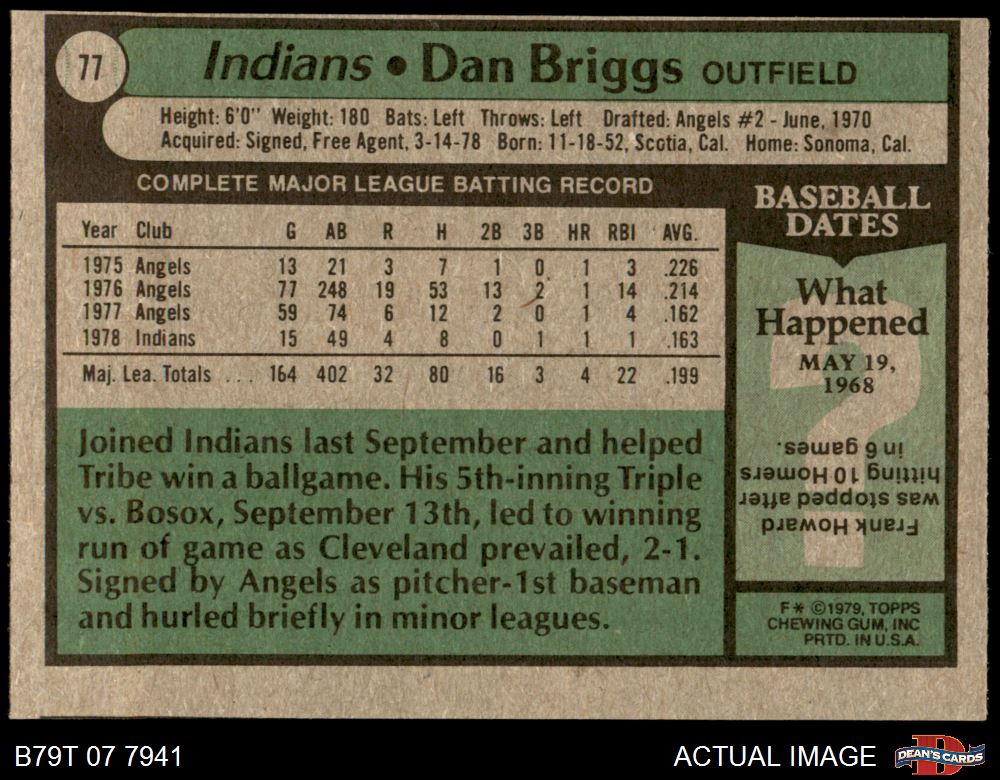 77
Indians • Dan Briggs OUTFIELD
Height: 6'0" Weight: 180 Bats: Left Throws: Left Drafted: Angels #2 - June, 1970
Acquired: Signed, Free Agent, 3-14-78 Born: 11-18-52, Scotia, Cal. Home: Sonoma, Cal.
COMPLETE MAJOR LEAGUE BATTING RECORD
Year Club G AB R H 2B 3B HR RBI AVG.
1975 Angels 13 21 3 7 1 0 1 3 .226
1976 Angels 77 248 19 53 13 2 1 14 .214
1977 Angels 59 74 6 12 2 0 1 4 .162
1978 Indians 15 49 4 8 0 1 1 1 .163
Maj. Lea. Totals ... 164 402 32 80 16 3 4 22 .199
Joined Indians last September and helped
Tribe win a ballgame. His 5th-inning Triple
vs. Bosox, September 13th, led to winning
run of game as Cleveland prevailed, 2-1.
Signed by Angels as pitcher-1st baseman
and hurled briefly in minor leagues.
BASEBALL
DATES
What
Happened
MAY 19,
1968
?
Frank Howard
was stopped after
hitting 10 Homers
in 6 games.
F* ©1979, TOPPS
CHEWING GUM, INC
PRTD. IN U.S.A.
B79T 07 7941
ACTUAL IMAGE
D
DEAN'S CARDS